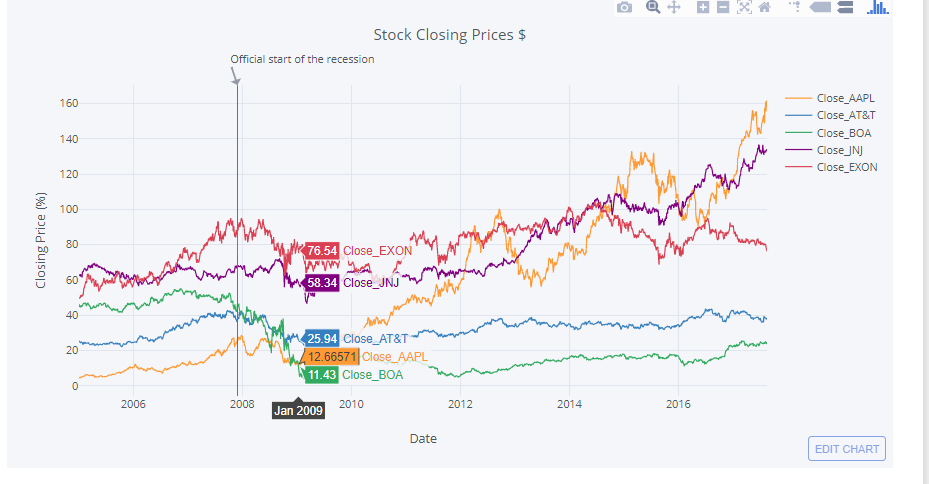 Stock Closing Prices $
Official start of the recession
160
140
120
100
80
60
40
20
0
Closing Price (%)
Close_AAPL
Close_AT&T
Close_BOA
Close_JNJ
Close_EXON
76.54 Close_EXON
58.34 Close_JNJ
25.94 Close_AT&T
12.66571 Close_AAPL
11.43 Close_BOA
2006 2008 2010 2012 2014 2016
Jan 2009
Date
EDIT CHART